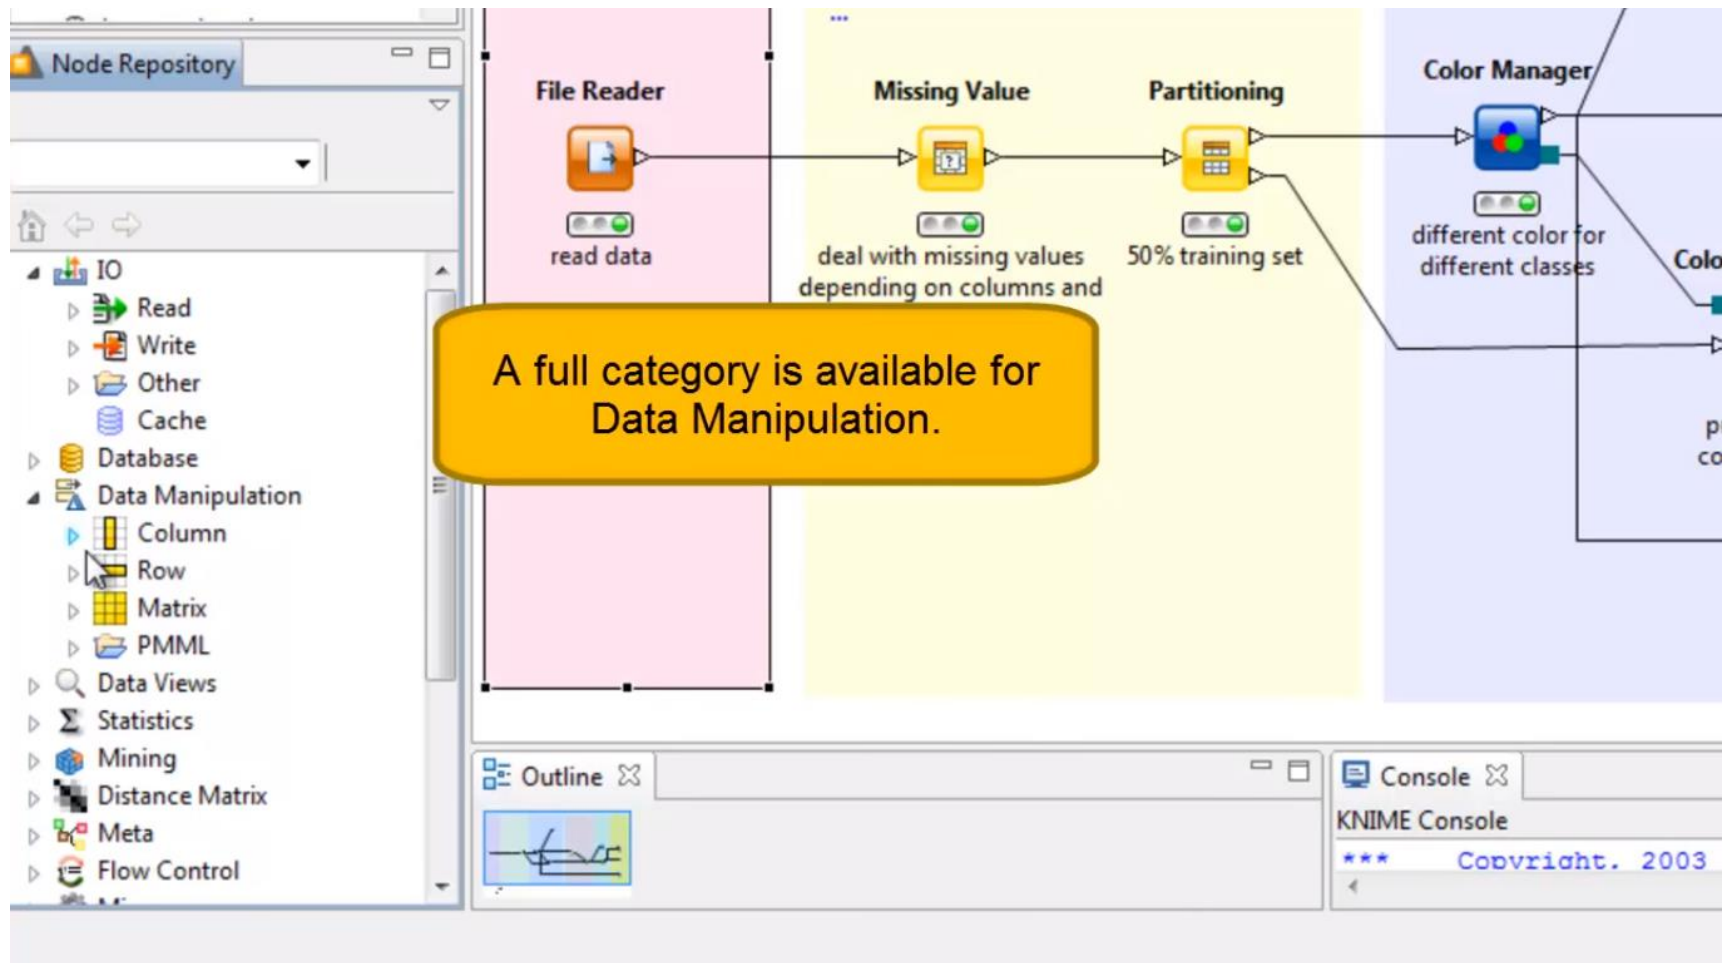 ...
Node Repository
File Reader
Missing Value
Partitioning
Color Manager
read data
deal with missing values
depending on columns and
50% training set
different color for
different classes
A full category is available for
Data Manipulation.
IO
Read
Write
Other
Cache
Database
Data Manipulation
Column
Row
Matrix
PMML
Data Views
Statistics
Mining
Distance Matrix
Meta
Flow Control
Outline
Console
KNIME Console
*** Copyright, 2003